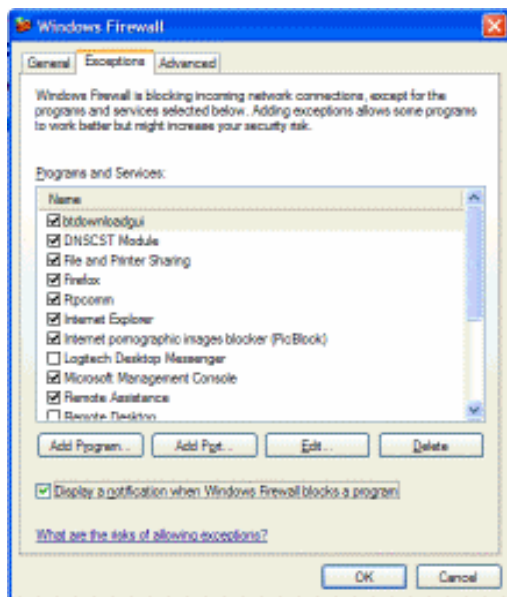 Windows Firewall
General Exceptions Advanced
Windows Firewall is blocking incoming network connections, except for the
programs and services selected below. Adding exceptions allows some programs
to work better but might increase your security risk.
Programs and Services:
Name
btdownloadgui
DNSCST Module
File and Printer Sharing
Firefox
Internet Explorer
Internet pornographic images blocker (PicBlock)
Logitech Desktop Messenger
Microsoft Management Console
Remote Assistance
Remote Desktop
Add Program... Add Port... Edit... Delete
Display a notification when Windows Firewall blocks a program
What are the risks of allowing exceptions?
OK Cancel